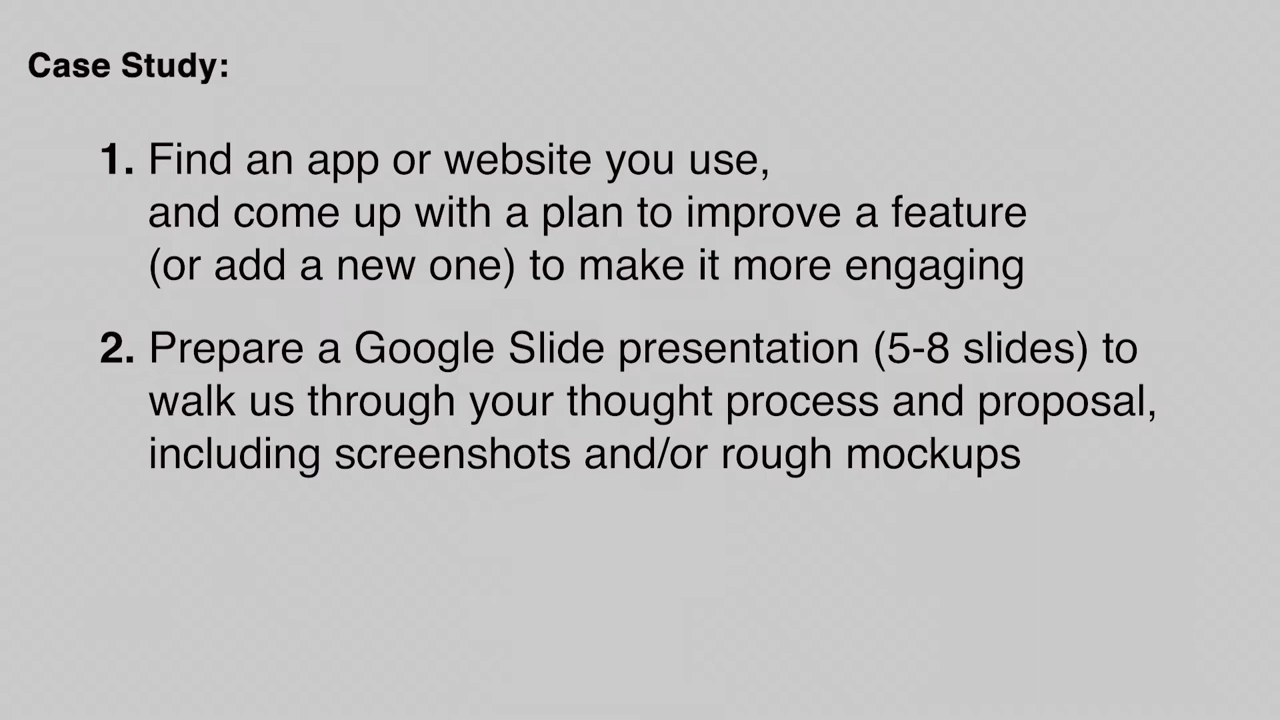 Case Study:
1. Find an app or website you use,
and come up with a plan to improve a feature
(or add a new one) to make it more engaging
2. Prepare a Google Slide presentation (5-8 slides) to
walk us through your thought process and proposal,
including screenshots and/or rough mockups